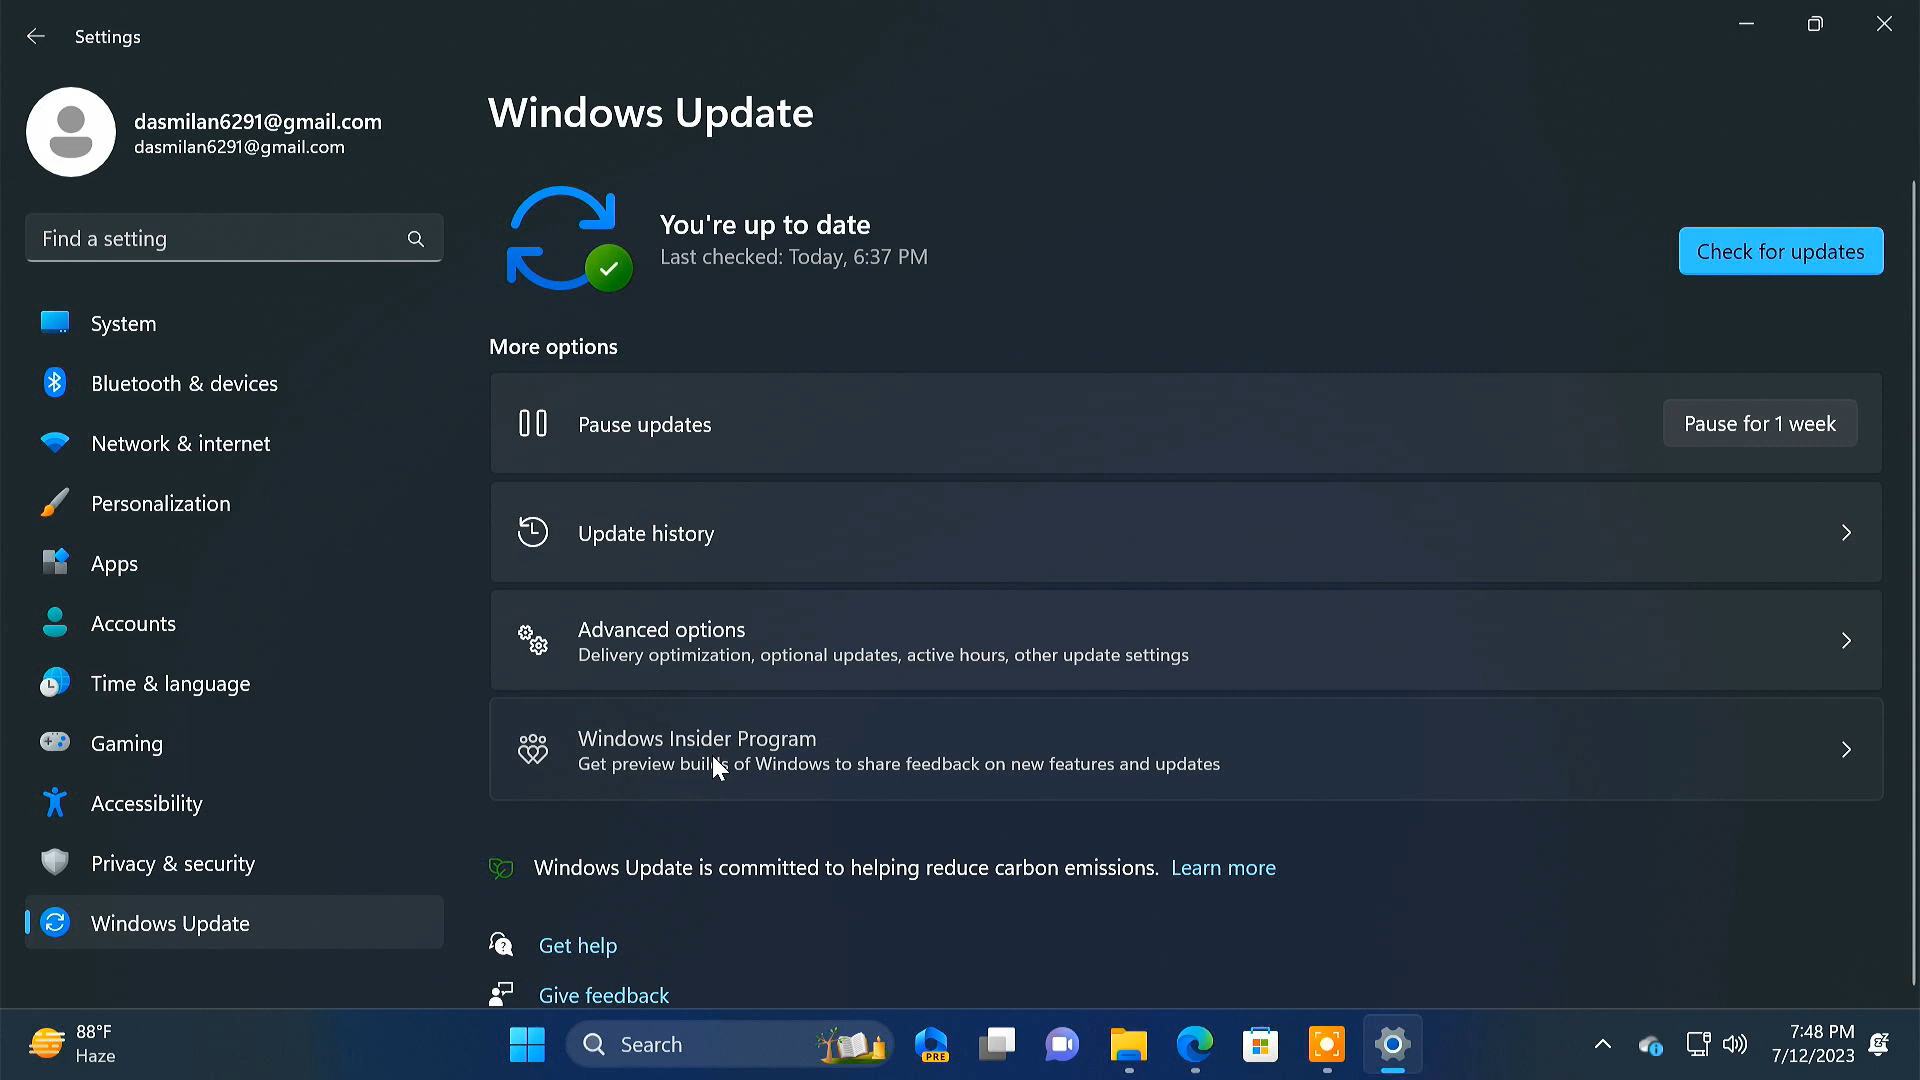 Settings
dasmilan6291@gmail.com
dasmilan6291@gmail.com
Find a setting
System
Bluetooth & devices
Network & internet
Personalization
Apps
Accounts
Time & language
Gaming
Accessibility
Privacy & security
Windows Update
Windows Update
You're up to date
Last checked: Today, 6:37 PM
Check for updates
More options
Pause updates
Pause for 1 week
Update history
Advanced options
Delivery optimization, optional updates, active hours, other update settings
Windows Insider Program
Get preview builds of Windows to share feedback on new features and updates
Windows Update is committed to helping reduce carbon emissions. Learn more
Get help
Give feedback
88°F
Haze
Search
PRE
7:48 PM
7/12/2023